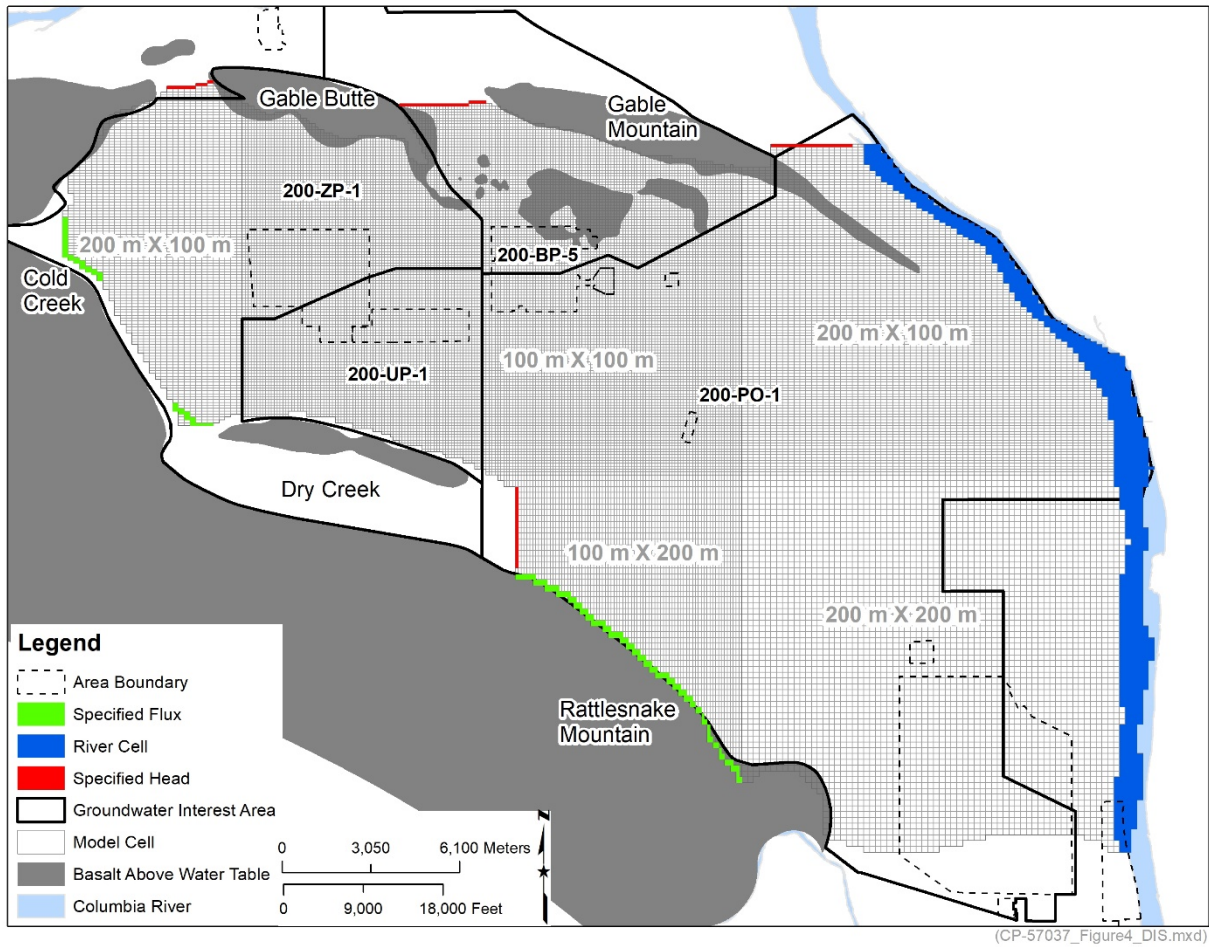 Gable Butte
Gable
Mountain
200-ZP-1
200 m X 100 m
200-BP-5
Cold
Creek
200 m X 100 m
100 m X 100 m
200-UP-1
200-PO-1
Dry Creek
100 m X 200 m
200 m X 200 m
Rattlesnake
Mountain
Legend
Area Boundary
Specified Flux
River Cell
Specified Head
Groundwater Interest Area
Model Cell
Basalt Above Water Table
Columbia River
0 3,050 6,100 Meters
0 9,000 18,000 Feet
N
(CP-57037_Figure4_DIS.mxd)